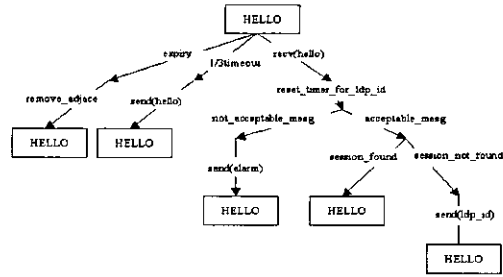 HELLO
expiry
1/3timeout
recv(hello)
remove_adjace
send(hello)
reset_timer_for_ldp_id
HELLO
HELLO
not_acceptable_mesg
acceptable_mesg
session_found
session_not_found
send(alarm)
HELLO
HELLO
send(ldp_id)
HELLO